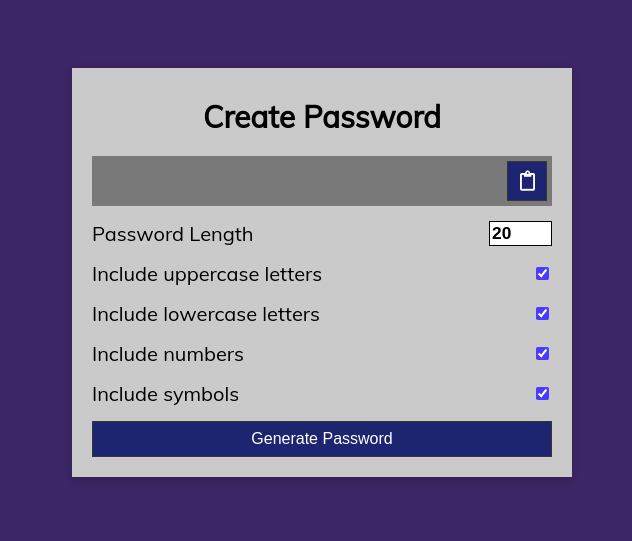 Create Password
Password Length 20
Include uppercase letters
Include lowercase letters
Include numbers
Include symbols
Generate Password